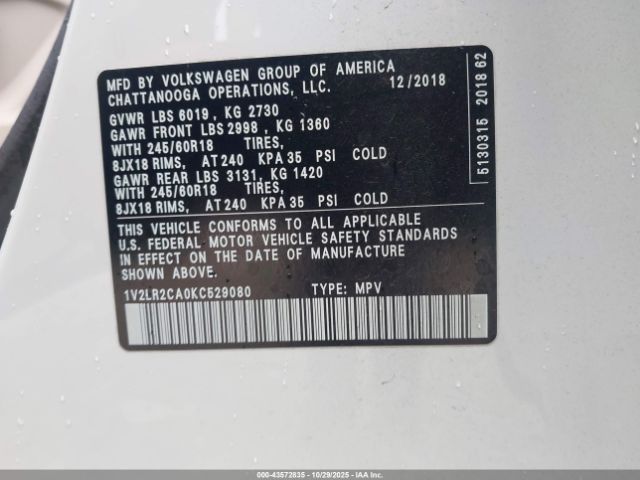 MFD BY VOLKSWAGEN GROUP OF AMERICA
CHATTANOOGA OPERATIONS, LLC. 12/2018
GVWR LBS 6019, KG 2730
GAWR FRONT LBS 2998, KG 1360
WITH 245/60R18 TIRES,
8JX18 RIMS, AT 240 KPA 35 PSI COLD
GAWR REAR LBS 3131, KG 1420
WITH 245/60R18 TIRES,
8JX18 RIMS, AT 240 KPA 35 PSI COLD
THIS VEHICLE CONFORMS TO ALL APPLICABLE
U.S. FEDERAL MOTOR VEHICLE SAFETY STANDARDS
IN EFFECT ON THE DATE OF MANUFACTURE
SHOWN ABOVE.
1V2LR2CA0KC529080 TYPE: MPV
5130315 2018 62
000-43572835 | 10/29/2025 | IAAI.COM